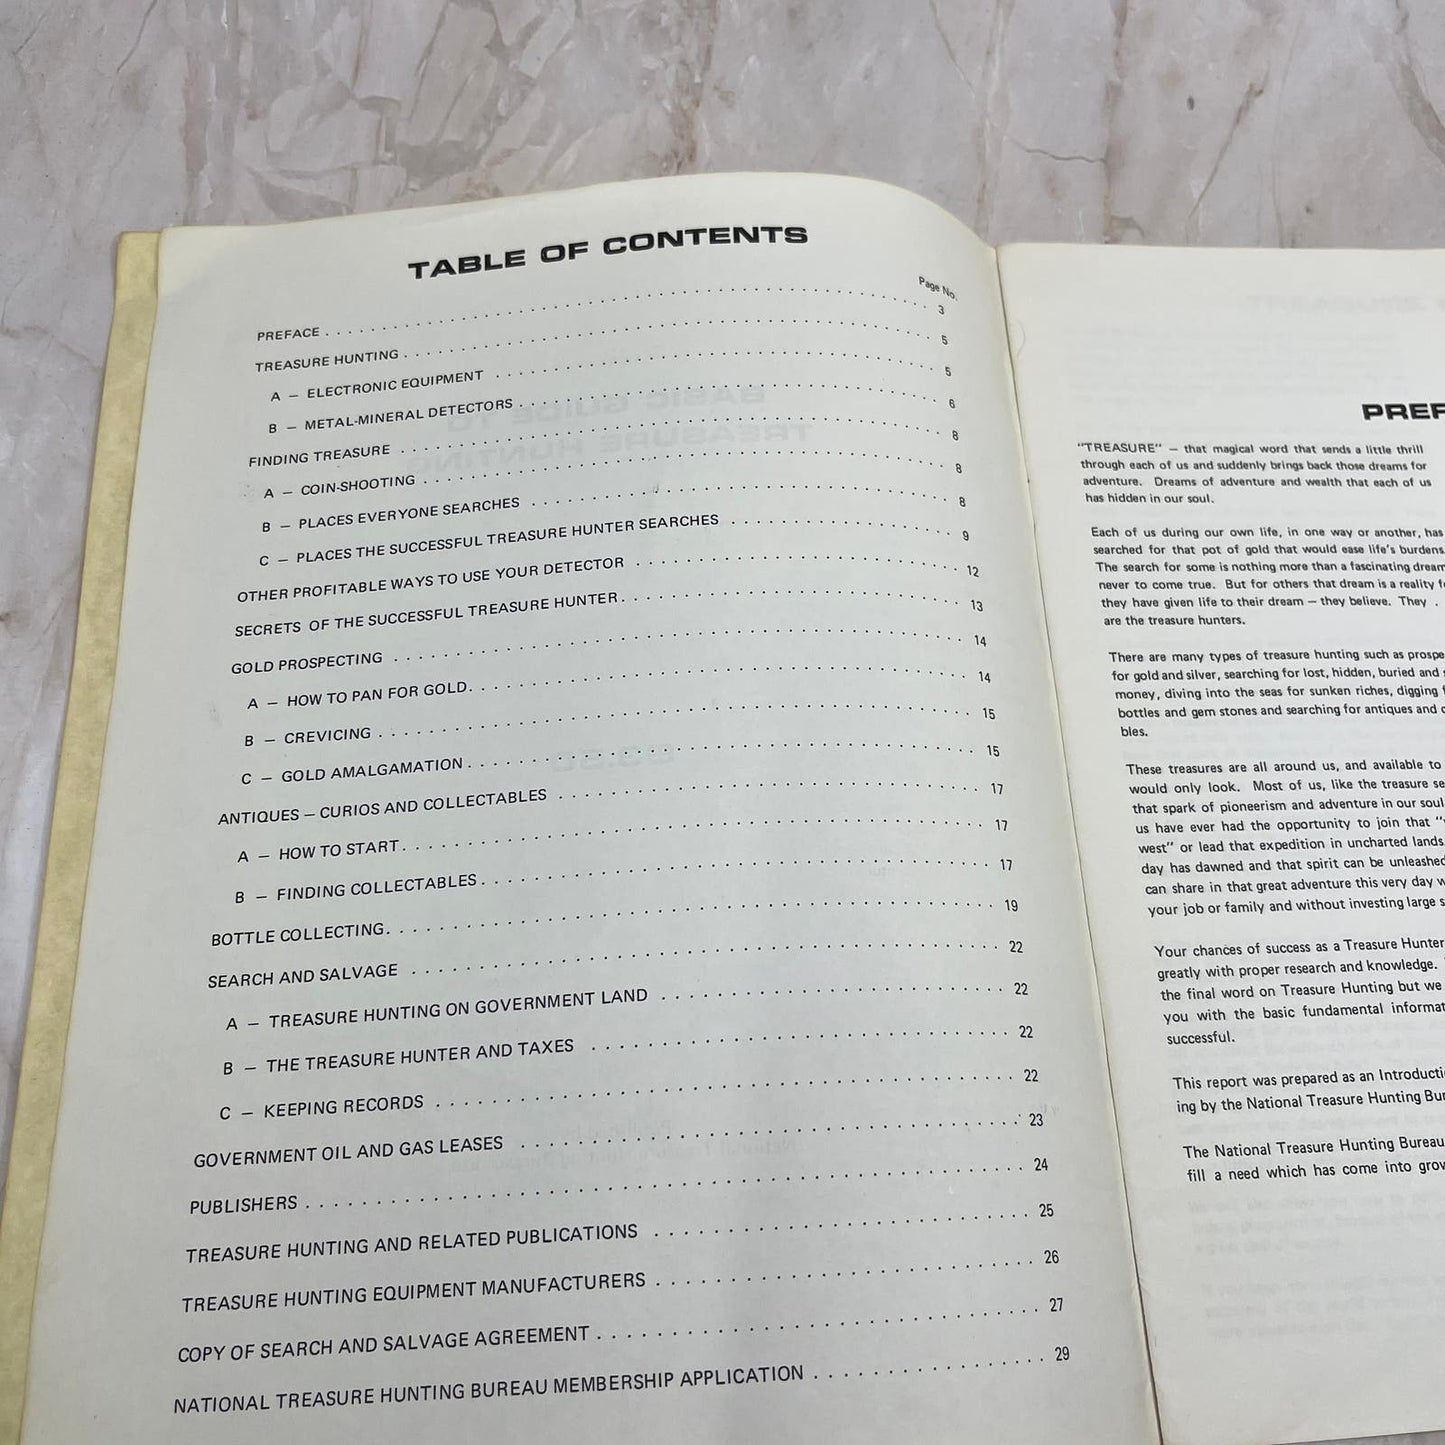 TABLE OF CONTENTS
Page No.
PREFACE . . . . . . . . . . 3
TREASURE HUNTING . . . . . . . . . . 5
A — ELECTRONIC EQUIPMENT . . . . . . . . . . 5
B — METAL-MINERAL DETECTORS . . . . . . . . . . 6
FINDING TREASURE . . . . . . . . . . 8
A — COIN-SHOOTING . . . . . . . . . . 8
B — PLACES EVERYONE SEARCHES . . . . . . . . . . 8
C — PLACES THE SUCCESSFUL TREASURE HUNTER SEARCHES . . . . . . . . . . 9
OTHER PROFITABLE WAYS TO USE YOUR DETECTOR . . . . . . . . . . 12
SECRETS OF THE SUCCESSFUL TREASURE HUNTER . . . . . . . . . . 13
GOLD PROSPECTING . . . . . . . . . . 14
A — HOW TO PAN FOR GOLD . . . . . . . . . . 14
B — CREVICING . . . . . . . . . . 15
C — GOLD AMALGAMATION . . . . . . . . . . 15
ANTIQUES — CURIOS AND COLLECTABLES . . . . . . . . . . 17
A — HOW TO START . . . . . . . . . . 17
B — FINDING COLLECTABLES . . . . . . . . . . 17
BOTTLE COLLECTING . . . . . . . . . . 19
SEARCH AND SALVAGE . . . . . . . . . . 22
A — TREASURE HUNTING ON GOVERNMENT LAND . . . . . . . . . . 22
B — THE TREASURE HUNTER AND TAXES . . . . . . . . . . 22
C — KEEPING RECORDS . . . . . . . . . . 22
GOVERNMENT OIL AND GAS LEASES . . . . . . . . . . 23
PUBLISHERS . . . . . . . . . . 24
TREASURE HUNTING AND RELATED PUBLICATIONS . . . . . . . . . . 25
TREASURE HUNTING EQUIPMENT MANUFACTURERS . . . . . . . . . . 26
COPY OF SEARCH AND SALVAGE AGREEMENT . . . . . . . . . . 27
NATIONAL TREASURE HUNTING BUREAU MEMBERSHIP APPLICATION . . . . . . . . . . 29
PREF
"TREASURE" — that magical word that sends a little thrill
through each of us and suddenly brings back those dreams for
adventure. Dreams of adventure and wealth that each of us
has hidden in our soul.
Each of us during our own life, in one way or another, has
searched for that pot of gold that would ease life's burdens
The search for some is nothing more than a fascinating dream
never to come true. But for others that dream is a reality f
they have given life to their dream — they believe. They .
are the treasure hunters.
There are many types of treasure hunting such as prospe
for gold and silver, searching for lost, hidden, buried and
money, diving into the seas for sunken riches, digging
bottles and gem stones and searching for antiques and c
bles.
These treasures are all around us, and available to
would only look. Most of us, like the treasure se
that spark of pioneerism and adventure in our soul
us have ever had the opportunity to join that "
west" or lead that expedition in uncharted lands
day has dawned and that spirit can be unleashed
can share in that great adventure this very day w
your job or family and without investing large s
Your chances of success as a Treasure Hunter
greatly with proper research and knowledge.
the final word on Treasure Hunting but we
you with the basic fundamental informat
successful.
This report was prepared as an Introducti
ing by the National Treasure Hunting Bur
The National Treasure Hunting Bureau
fill a need which has come into grow